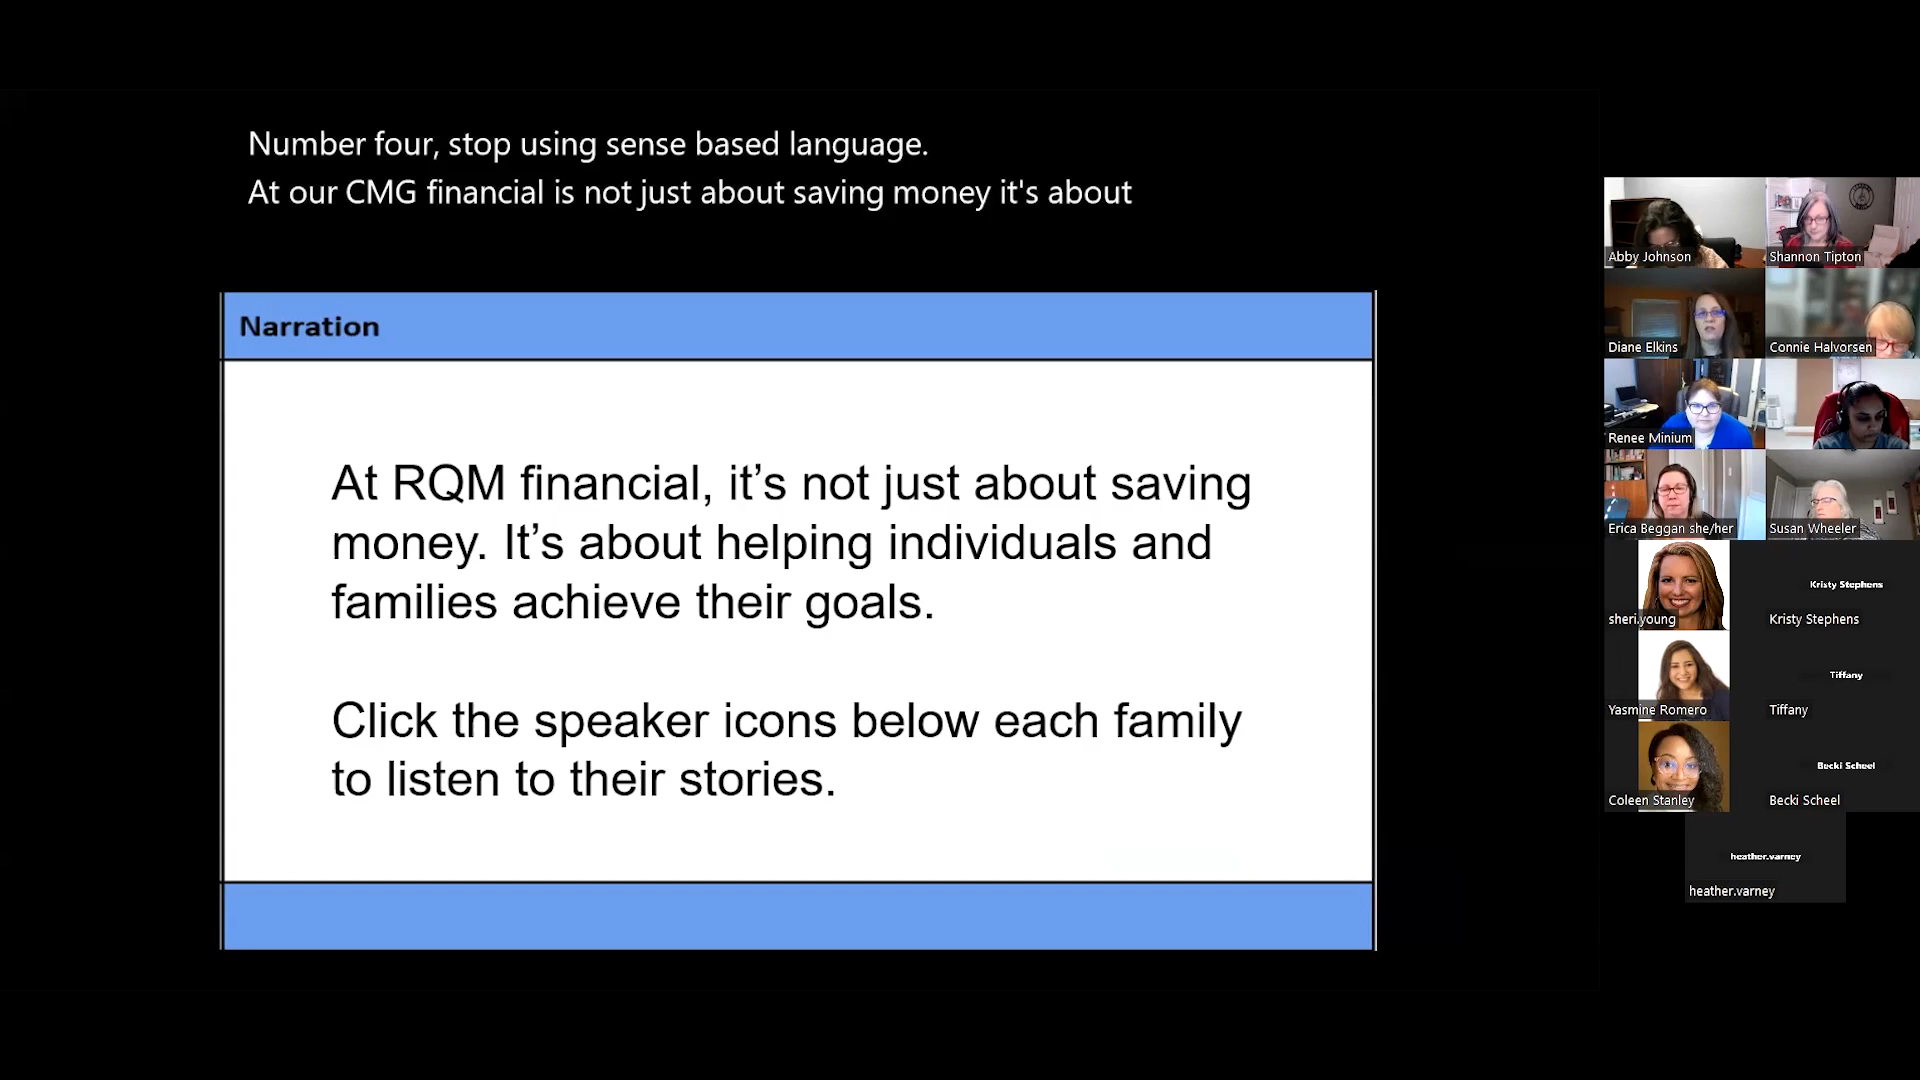 Number four, stop using sense based language.
At our CMG financial is not just about saving money it's about
Narration
At RQM financial, it’s not just about saving
money. It’s about helping individuals and
families achieve their goals.
Click the speaker icons below each family
to listen to their stories.
Abby Johnson
Shannon Tipton
Diane Elkins
Connie Halvorsen
Renee Minium
Erica Beggan she/her
Susan Wheeler
sheri.young
Kristy Stephens
Kristy Stephens
Yasmine Romero
Tiffany
Tiffany
Coleen Stanley
Becki Scheel
Becki Scheel
heather.varney
heather.varney